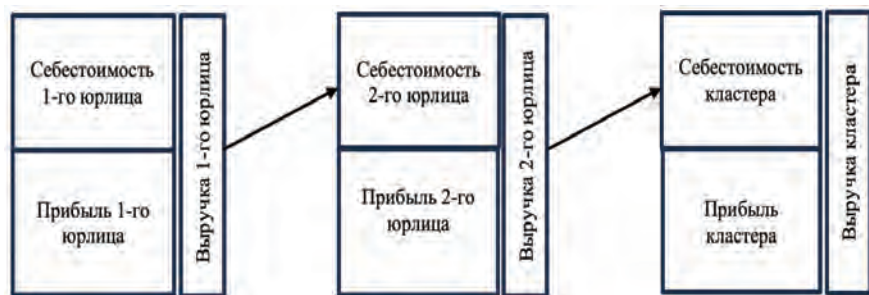 Себестоимость
1-го юрлица
Прибыль 1-го
юрлица
Выручка 1-го юрлица
Себестоимость
2-го юрлица
Прибыль 2-го
юрлица
Выручка 2-го юрлица
Себестоимость
кластера
Прибыль
кластера
Выручка кластера